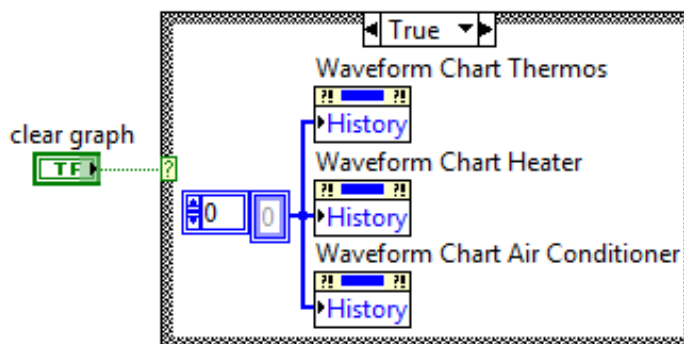 True
Waveform Chart Thermos
?! ?!
History
clear graph
TF
?
Waveform Chart Heater
?! ?!
0 0 History
Waveform Chart Air Conditioner
?! ?!
History